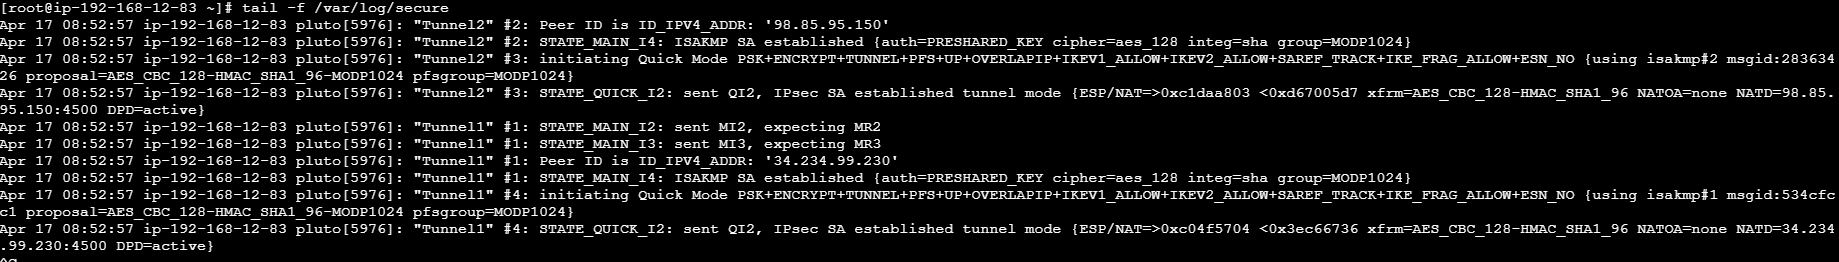 [root@ip-192-168-12-83 ~]# tail -f /var/log/secure
Apr 17 08:52:57 ip-192-168-12-83 pluto[5976]: "Tunnel2" #2: Peer ID is ID_IPV4_ADDR: '98.85.95.150'
Apr 17 08:52:57 ip-192-168-12-83 pluto[5976]: "Tunnel2" #2: STATE_MAIN_I4: ISAKMP SA established {auth=PRESHARED_KEY cipher=aes_128 integ=sha group=MODP1024}
Apr 17 08:52:57 ip-192-168-12-83 pluto[5976]: "Tunnel2" #3: initiating Quick Mode PSK+ENCRYPT+TUNNEL+PFS+UP+OVERLAPIP+IKEV1_ALLOW+IKEV2_ALLOW+SAREF_TRACK+IKE_FRAG_ALLOW+ESN_NO {using isakmp#2 msgid:283634
26 proposal=AES_CBC_128-HMAC_SHA1_96-MODP1024 pfsgroup=MODP1024}
Apr 17 08:52:57 ip-192-168-12-83 pluto[5976]: "Tunnel2" #3: STATE_QUICK_I2: sent QI2, IPsec SA established tunnel mode {ESP/NAT=>0xc1daa803 <0xd67005d7 xfrm=AES_CBC_128-HMAC_SHA1_96 NATOA=none NATD=98.85.
95.150:4500 DPD=active}
Apr 17 08:52:57 ip-192-168-12-83 pluto[5976]: "Tunnel1" #1: STATE_MAIN_I2: sent MI2, expecting MR2
Apr 17 08:52:57 ip-192-168-12-83 pluto[5976]: "Tunnel1" #1: STATE_MAIN_I3: sent MI3, expecting MR3
Apr 17 08:52:57 ip-192-168-12-83 pluto[5976]: "Tunnel1" #1: Peer ID is ID_IPV4_ADDR: '34.234.99.230'
Apr 17 08:52:57 ip-192-168-12-83 pluto[5976]: "Tunnel1" #1: STATE_MAIN_I4: ISAKMP SA established {auth=PRESHARED_KEY cipher=aes_128 integ=sha group=MODP1024}
Apr 17 08:52:57 ip-192-168-12-83 pluto[5976]: "Tunnel1" #4: initiating Quick Mode PSK+ENCRYPT+TUNNEL+PFS+UP+OVERLAPIP+IKEV1_ALLOW+IKEV2_ALLOW+SAREF_TRACK+IKE_FRAG_ALLOW+ESN_NO {using isakmp#1 msgid:534cfc
c1 proposal=AES_CBC_128-HMAC_SHA1_96-MODP1024 pfsgroup=MODP1024}
Apr 17 08:52:57 ip-192-168-12-83 pluto[5976]: "Tunnel1" #4: STATE_QUICK_I2: sent QI2, IPsec SA established tunnel mode {ESP/NAT=>0xc04f5704 <0x3ec66736 xfrm=AES_CBC_128-HMAC_SHA1_96 NATOA=none NATD=34.234
.99.230:4500 DPD=active}